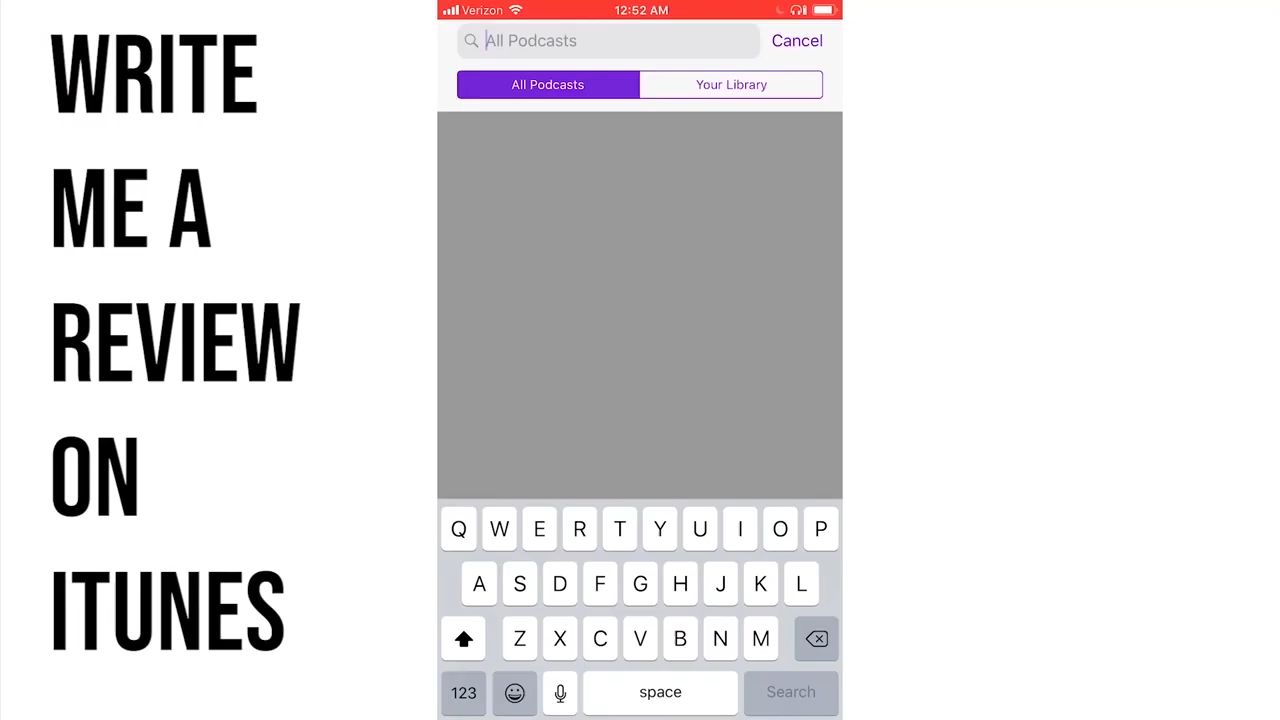 WRITE
ME A
REVIEW
ON
ITUNES
Verizon 12:52 AM
All Podcasts Cancel
All Podcasts Your Library
Q W E R T Y U I O P
A S D F G H J K L
Z X C V B N M
123 space Search